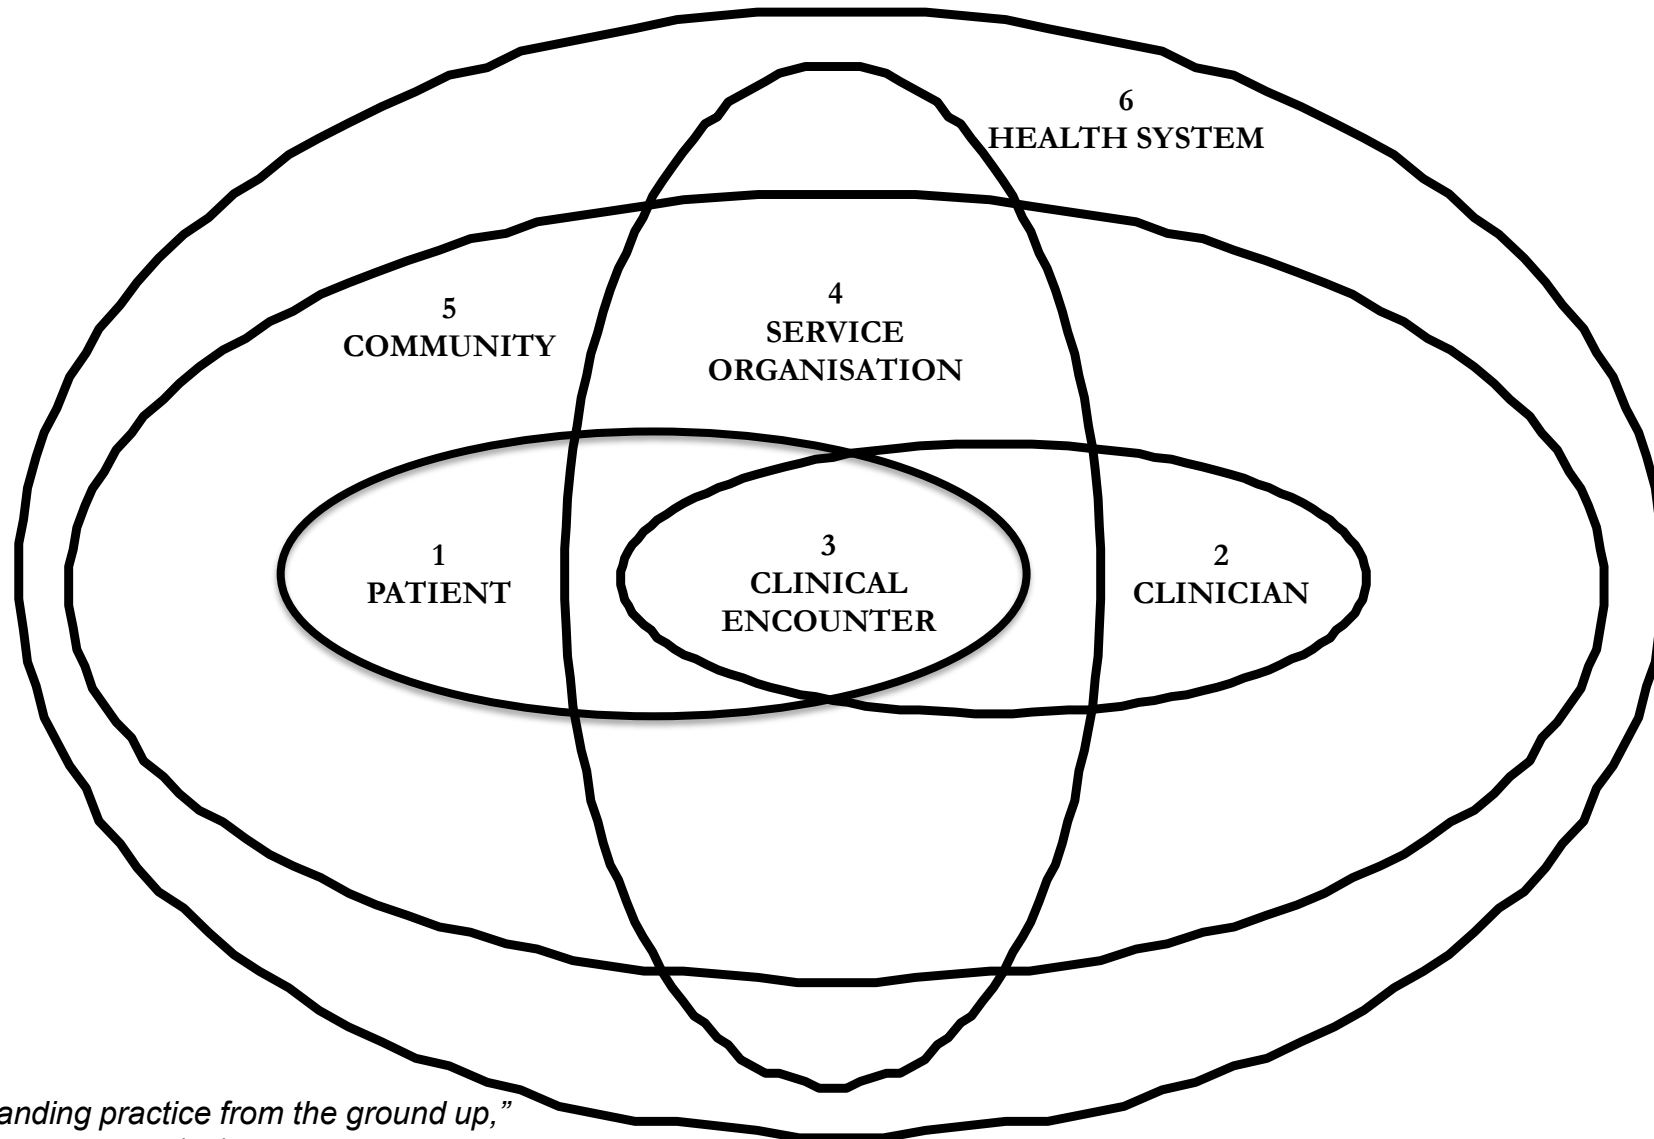 6
HEALTH SYSTEM
5
COMMUNITY
4
SERVICE
ORGANISATION
1
PATIENT
3
CLINICAL
ENCOUNTER
2
CLINICIAN
practice from the ground up,”